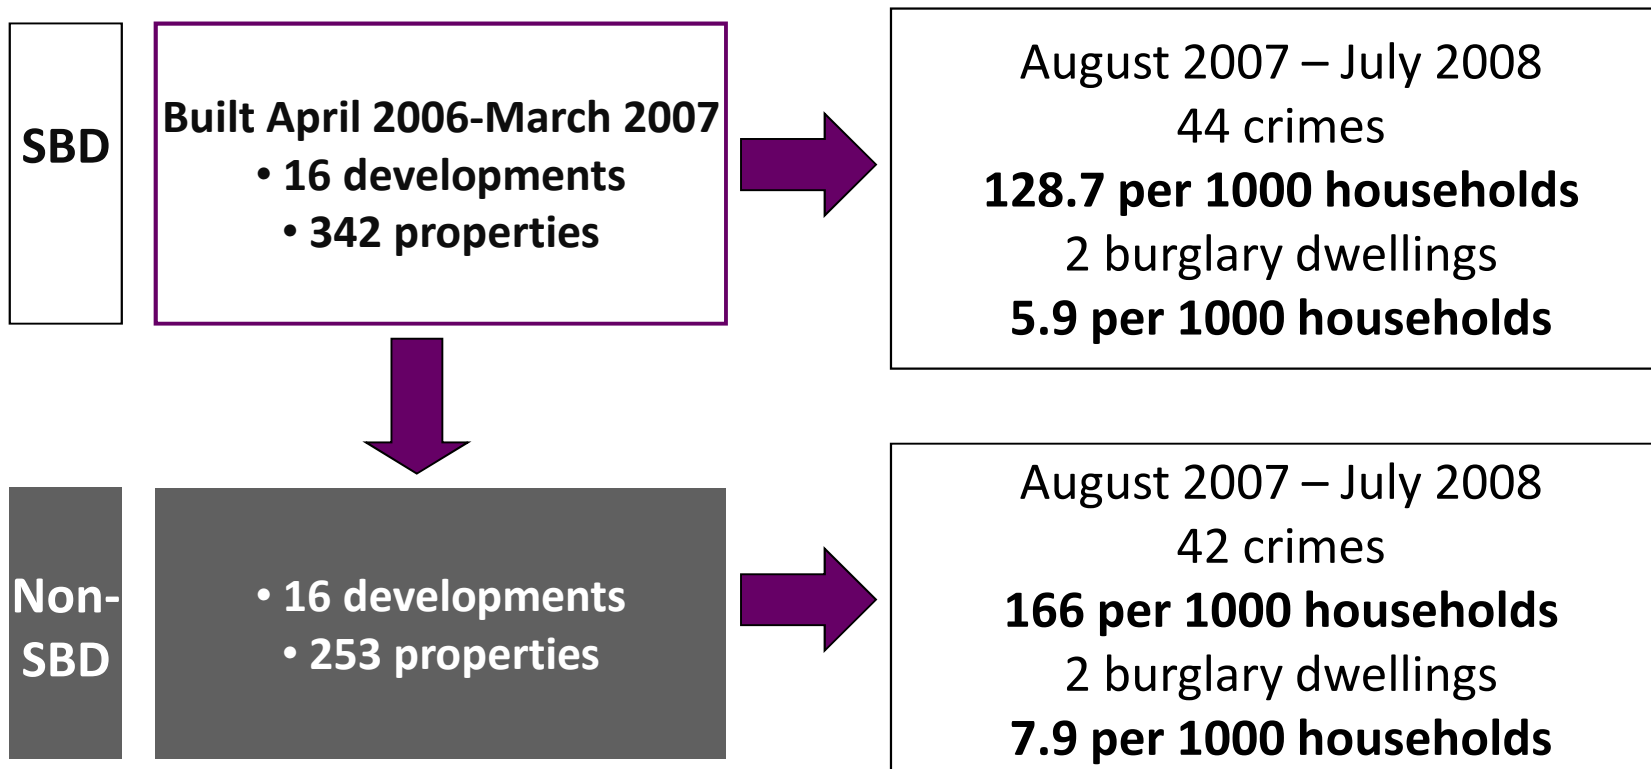 SBD
Built April 2006-March 2007
• 16 developments
• 342 properties
August 2007 – July 2008
44 crimes
128.7 per 1000 households
2 burglary dwellings
5.9 per 1000 households
Non-
SBD
• 16 developments
• 253 properties
August 2007 – July 2008
42 crimes
166 per 1000 households
2 burglary dwellings
7.9 per 1000 households